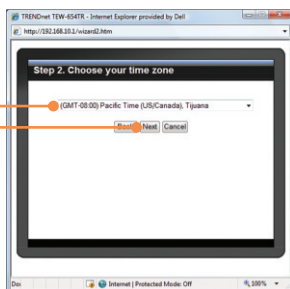 TRENDnet TEW-654TR - Internet Explorer provided by Dell
http://192.168.10.1/wizard2.htm
Step 2. Choose your time zone
(GMT-08:00) Pacific Time (US/Canada), Tijuana
Back Next Cancel
Internet | Protected Mode: Off 100%